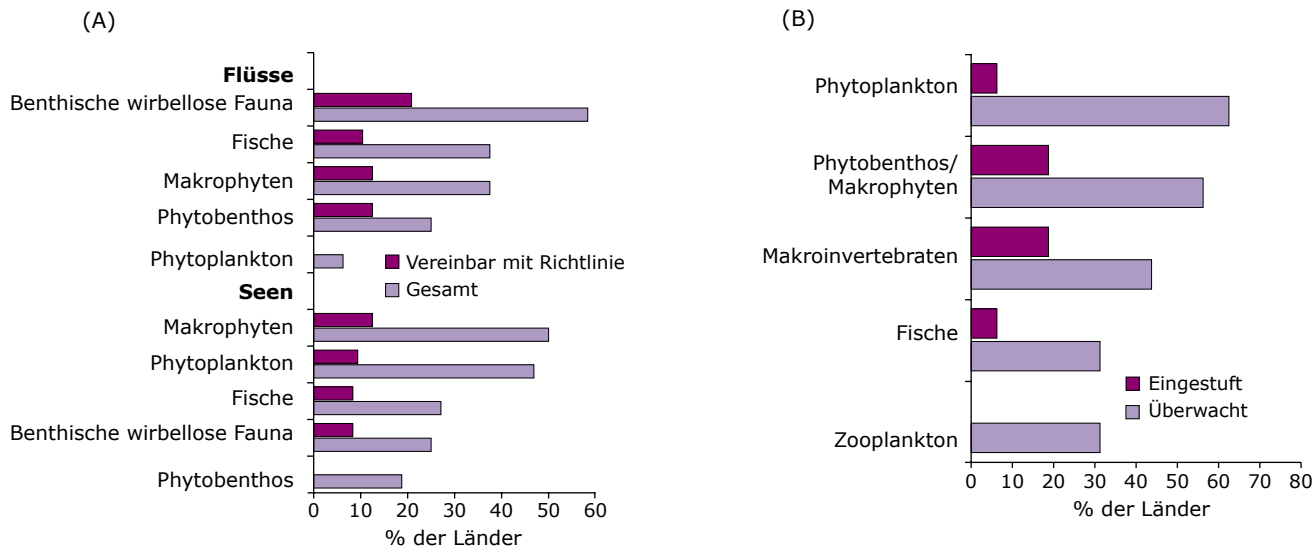 (A)
Flüsse
Benthische wirbellose Fauna
Fische
Makrophyten
Phytobenthos
Phytoplankton
Vereinbar mit Richtlinie
Gesamt
Seen
Makrophyten
Phytoplankton
Fische
Benthische wirbellose Fauna
Phytobenthos
0 10 20 30 40 50 60
% der Länder
(B)
Phytoplankton
Phytobenthos/
Makrophyten
Makroinvertebraten
Fische
Eingestuft
Überwacht
Zooplankton
0 10 20 30 40 50 60 70 80
% der Länder